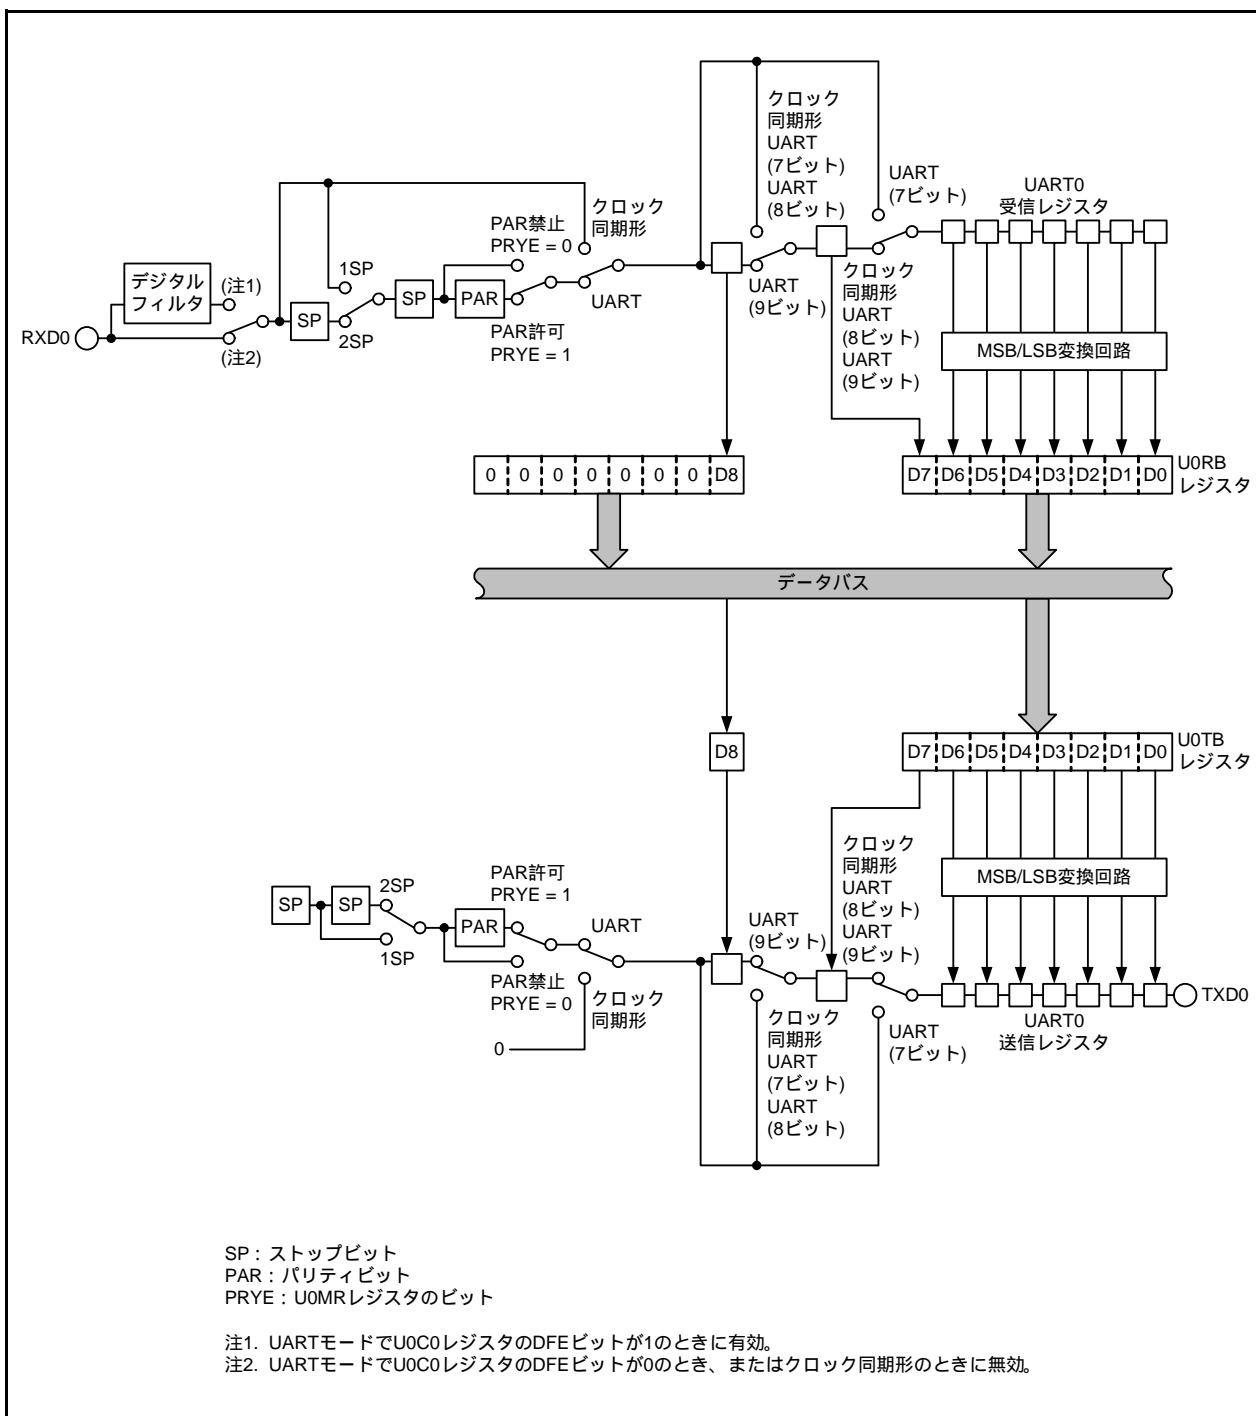 クロック
同期形
UART
(7ビット)
UART
(8ビット)
UART
(7ビット)
UART0
受信レジスタ
PAR禁止
PRYE = 0
クロック
同期形
デジタル
フィルタ
(注1)
1SP
SP
2SP
SP
PAR
UART
PAR許可
PRYE = 1
RXD0
(注2)
UART
(9ビット)
クロック
同期形
UART
(8ビット)
UART
(9ビット)
MSB/LSB変換回路
0 0 0 0 0 0 0 D8
D7 D6 D5 D4 D3 D2 D1 D0
U0RB
レジスタ
データバス
D8
D7 D6 D5 D4 D3 D2 D1 D0
U0TB
レジスタ
クロック
同期形
UART
(8ビット)
UART
(9ビット)
MSB/LSB変換回路
SP
SP
2SP
1SP
PAR許可
PRYE = 1
PAR
UART
PAR禁止
PRYE = 0
クロック
同期形
0
UART
(9ビット)
クロック
同期形
UART
(7ビット)
UART
(8ビット)
UART
(7ビット)
UART0
送信レジスタ
TXD0
SP : ストップビット
PAR : パリティビット
PRYE : U0MRレジスタのビット
注1. UARTモードでU0C0レジスタのDFEビットが1のときに有効。
注2. UARTモードでU0C0レジスタのDFEビットが0のとき、またはクロック同期形のときに無効。